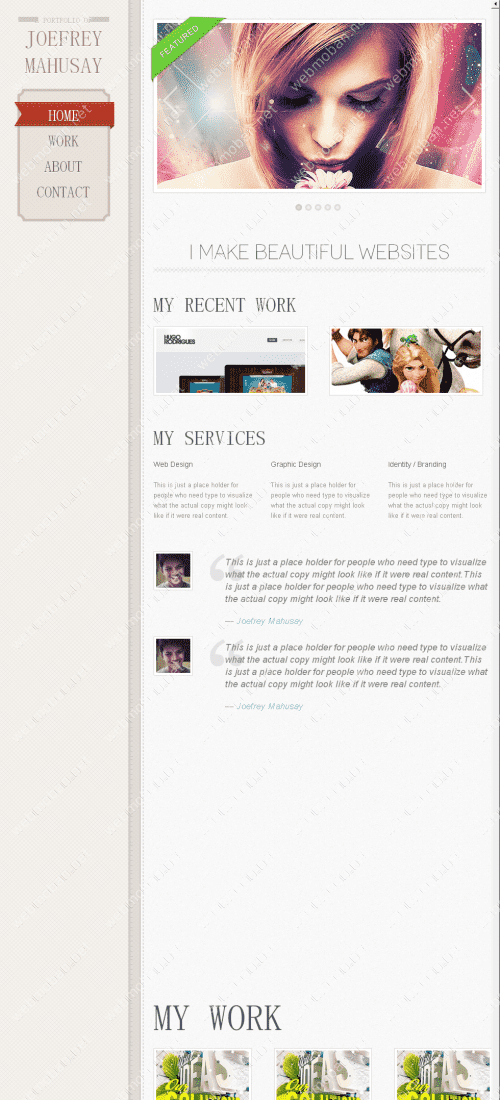 PORTFOLIO OF
JOEFREY
MAHUSAY
HOME
WORK
ABOUT
CONTACT
FEATURED
webmoban.net
I MAKE BEAUTIFUL WEBSITES
MY RECENT WORK
HUGO
RODRIGUES
MY SERVICES
Web Design
This is just a place holder for
people who need type to visualize
what the actual copy might look
like if it were real content.
Graphic Design
This is just a place holder for
people who need type to visualize
what the actual copy might look
like if it were real content.
Identity / Branding
This is just a place holder for
people who need type to visualize
what the actual copy might look
like if it were real content.
This is just a place holder for people who need type to visualize
what the actual copy might look like if it were real content.This
is just a place holder for people who need type to visualize what
the actual copy might look like if it were real content.
— Joefrey Mahusay
This is just a place holder for people who need type to visualize
what the actual copy might look like if it were real content.This
is just a place holder for people who need type to visualize what
the actual copy might look like if it were real content.
— Joefrey Mahusay
MY WORK
IDEAS
Our
IDEAS
Our
IDEAS
Our